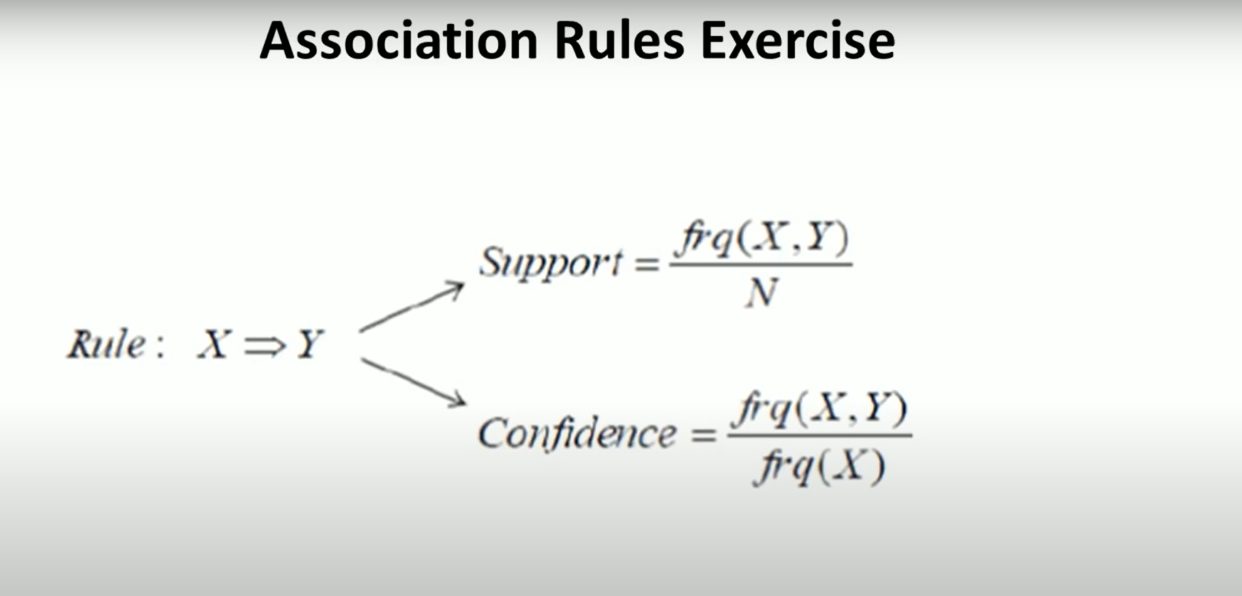 Association Rules Exercise
Support = frq(X,Y) / N
Rule: X ⇒ Y
Confidence = frq(X,Y) / frq(X)